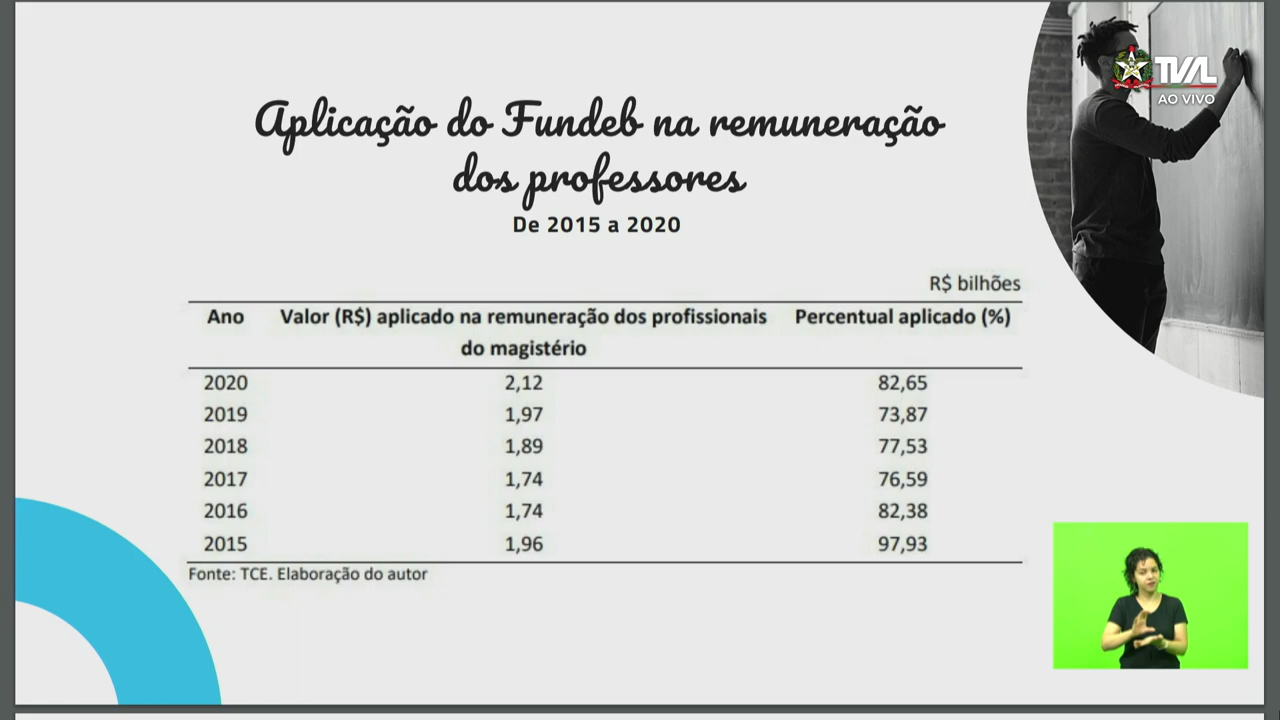 TVAL
AO VIVO
Aplicação do Fundeb na remuneração
dos professores
De 2015 a 2020
R$ bilhões
Ano Valor (R$) aplicado na remuneração dos profissionais Percentual aplicado (%)
do magistério
2020 2,12 82,65
2019 1,97 73,87
2018 1,89 77,53
2017 1,74 76,59
2016 1,74 82,38
2015 1,96 97,93
Fonte: TCE. Elaboração do autor